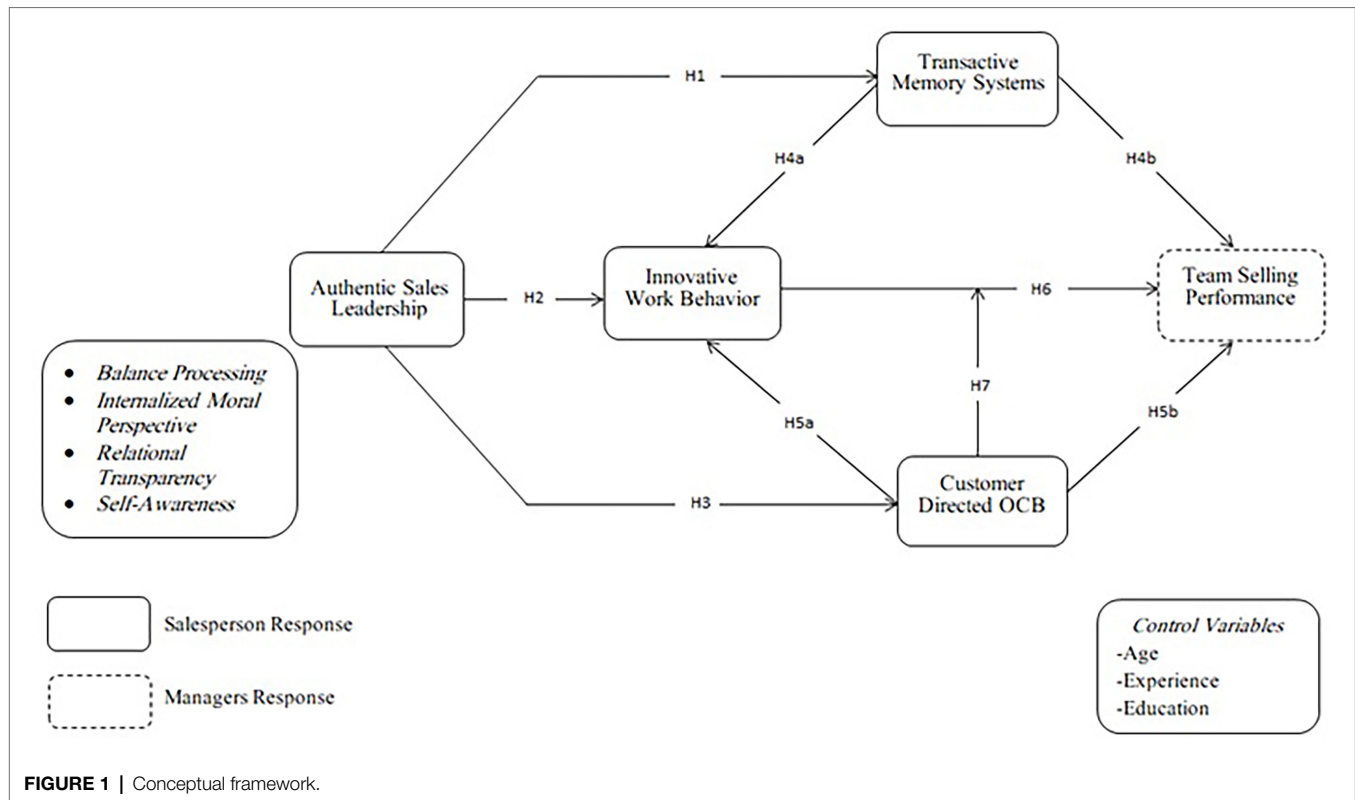 Transactive
Memory Systems
H1
H4a
H4b
Authentic Sales
Leadership
H2
Innovative
Work Behavior
H6
Team Selling
Performance
• Balance Processing
• Internalized Moral
Perspective
• Relational
Transparency
• Self-Awareness
H7
H5a
H5b
H3
Customer
Directed OCB
Salesperson Response
Managers Response
Control Variables
-Age
-Experience
-Education
FIGURE 1 | Conceptual framework.